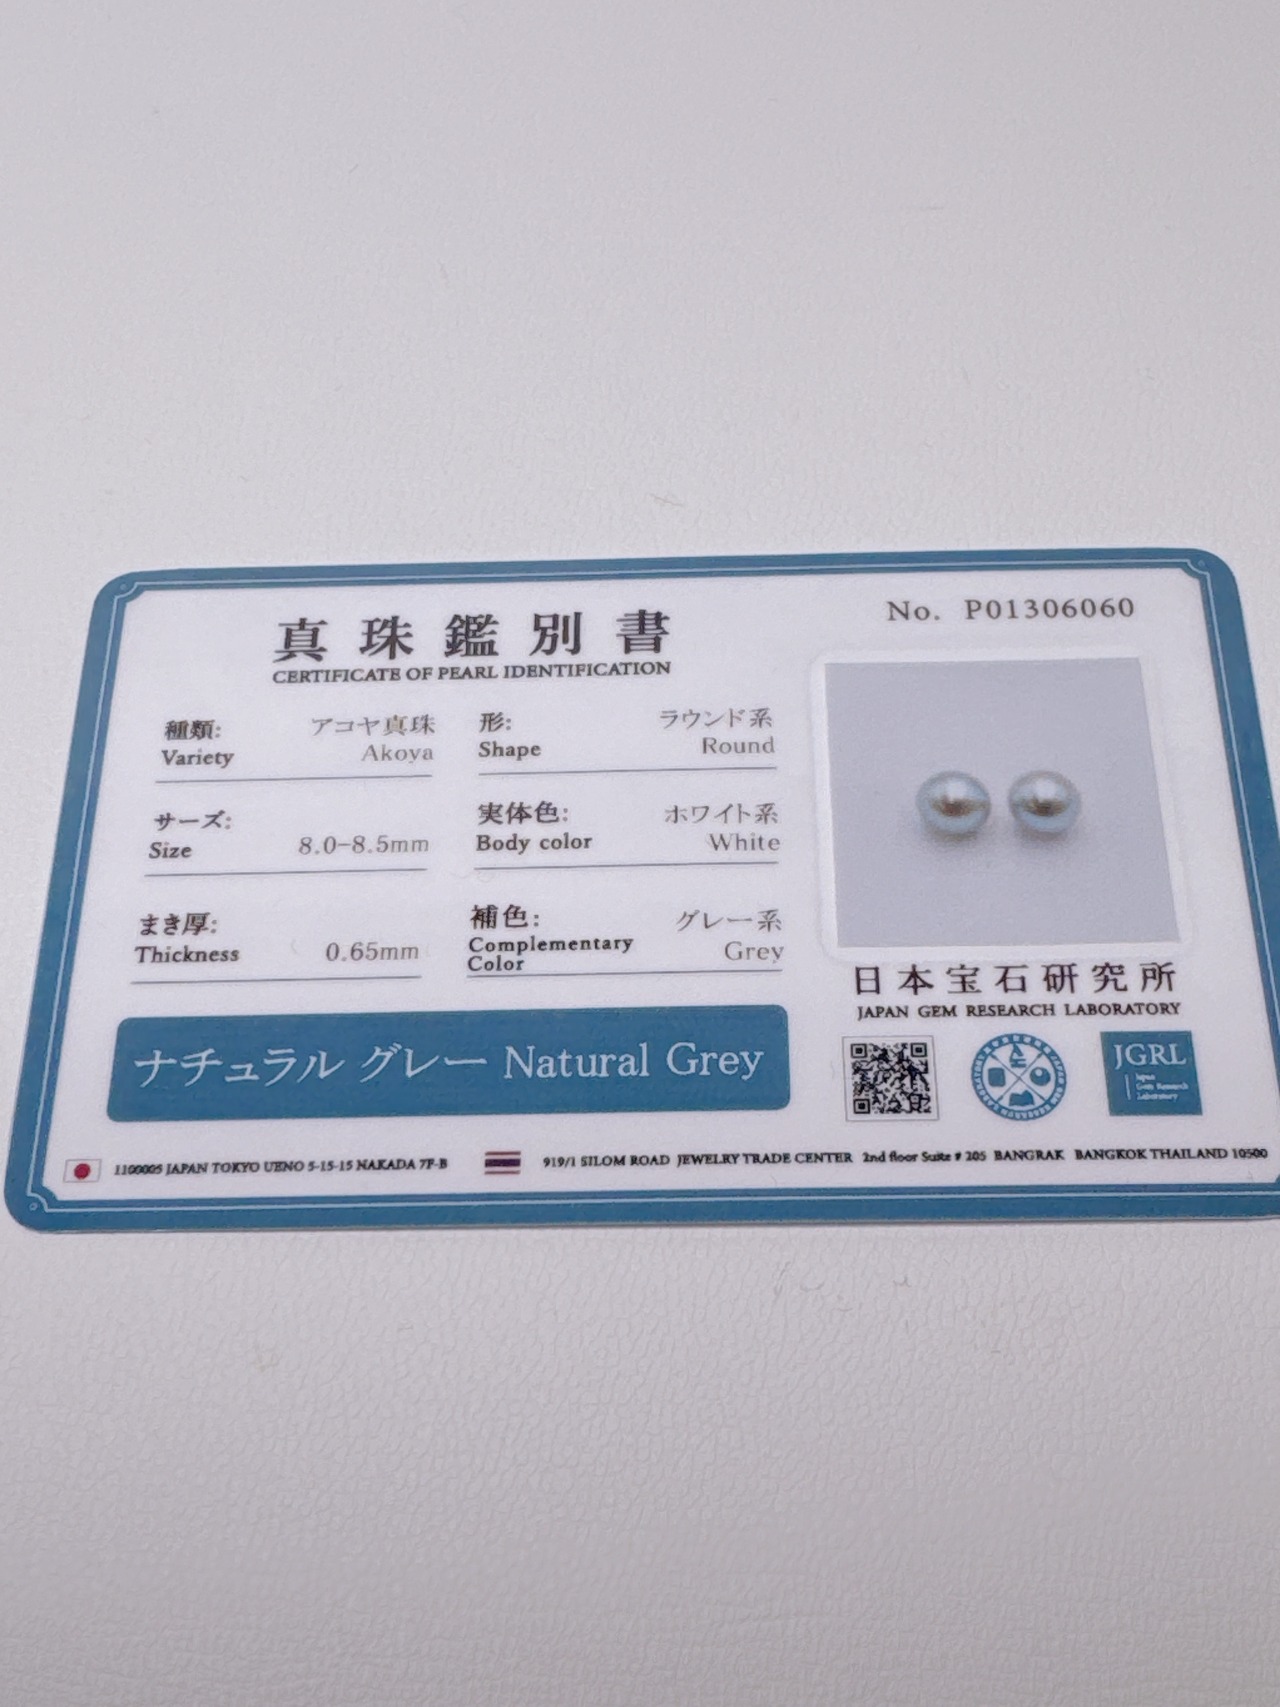 真珠鑑別書
CERTIFICATE OF PEARL IDENTIFICATION
No. P01306060
種類: アコヤ真珠
Variety Akoya
形: ラウンド系
Shape Round
サーズ:
Size 8.0-8.5mm
実体色: ホワイト系
Body color White
まき厚:
Thickness 0.65mm
補色: グレー系
Complementary
Color Grey
ナチュラル グレー Natural Grey
日本宝石研究所
JAPAN GEM RESEARCH LABORATORY
JGRL
Japan
Gem Research
Laboratory
1100005 JAPAN TOKYO UENO 5-15-15 NAKADA 7F-B
919/1 SILOM ROAD JEWELRY TRADE CENTER 2nd floor Suite # 205 BANGRAK BANGKOK THAILAND 10500